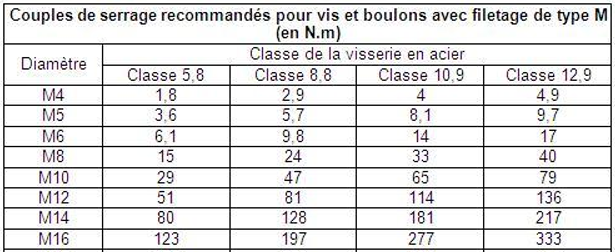 Couples de serrage recommandés pour vis et boulons avec filetage de type M
(en N.m)
Diamètre
Classe de la visserie en acier
Classe 5,8 Classe 8,8 Classe 10,9 Classe 12,9
M4 1,8 2,9 4 4,9
M5 3,6 5,7 8,1 9,7
M6 6,1 9,8 14 17
M8 15 24 33 40
M10 29 47 65 79
M12 51 81 114 136
M14 80 128 181 217
M16 123 197 277 333